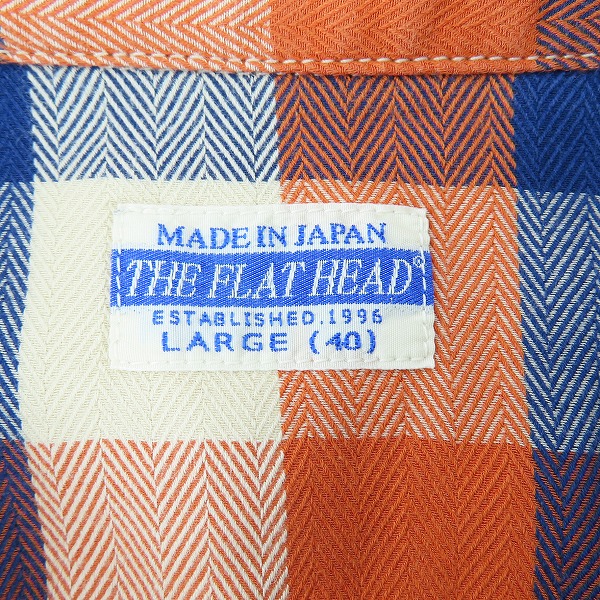 MADE IN JAPAN
THE FLAT HEAD®
ESTABLISHED.1996
LARGE (40)